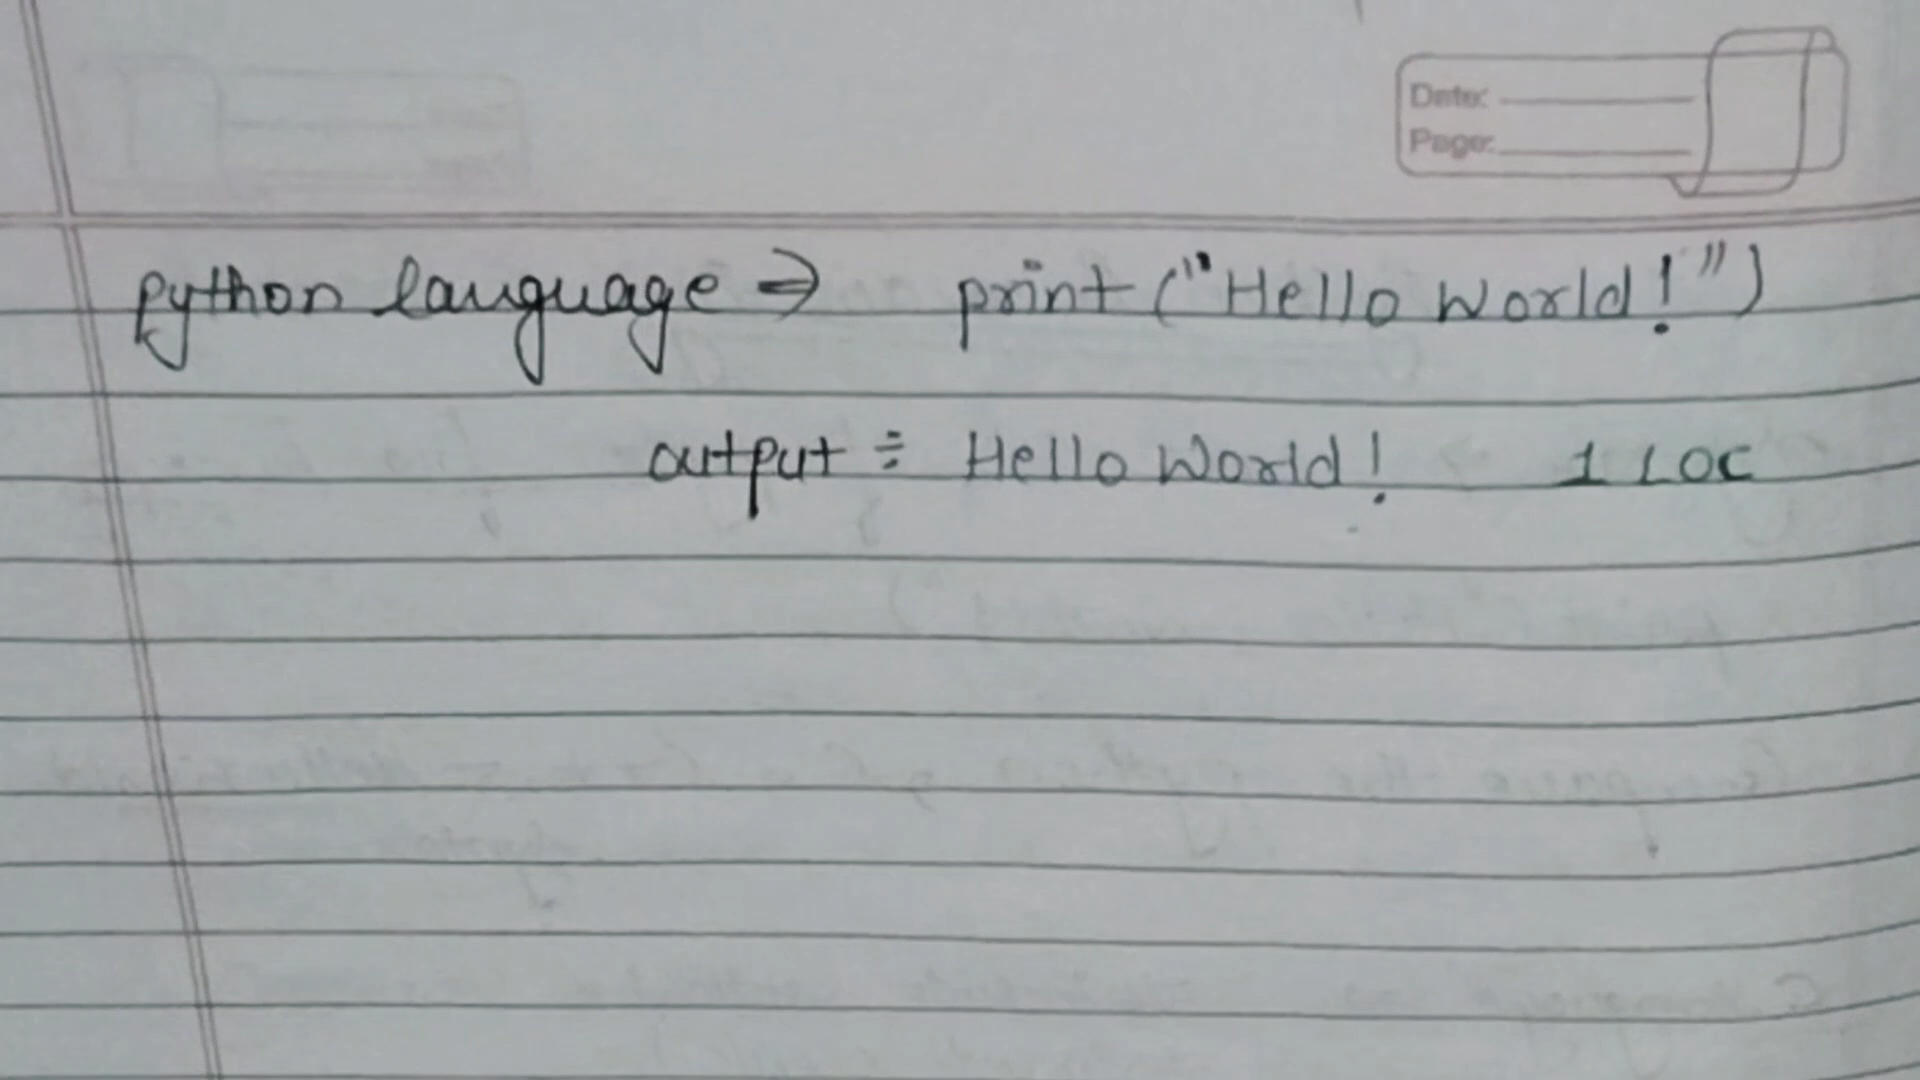 Date:
Page:
python language ⇒ print ("Hello World!")
output ÷ Hello World! 1 LOC